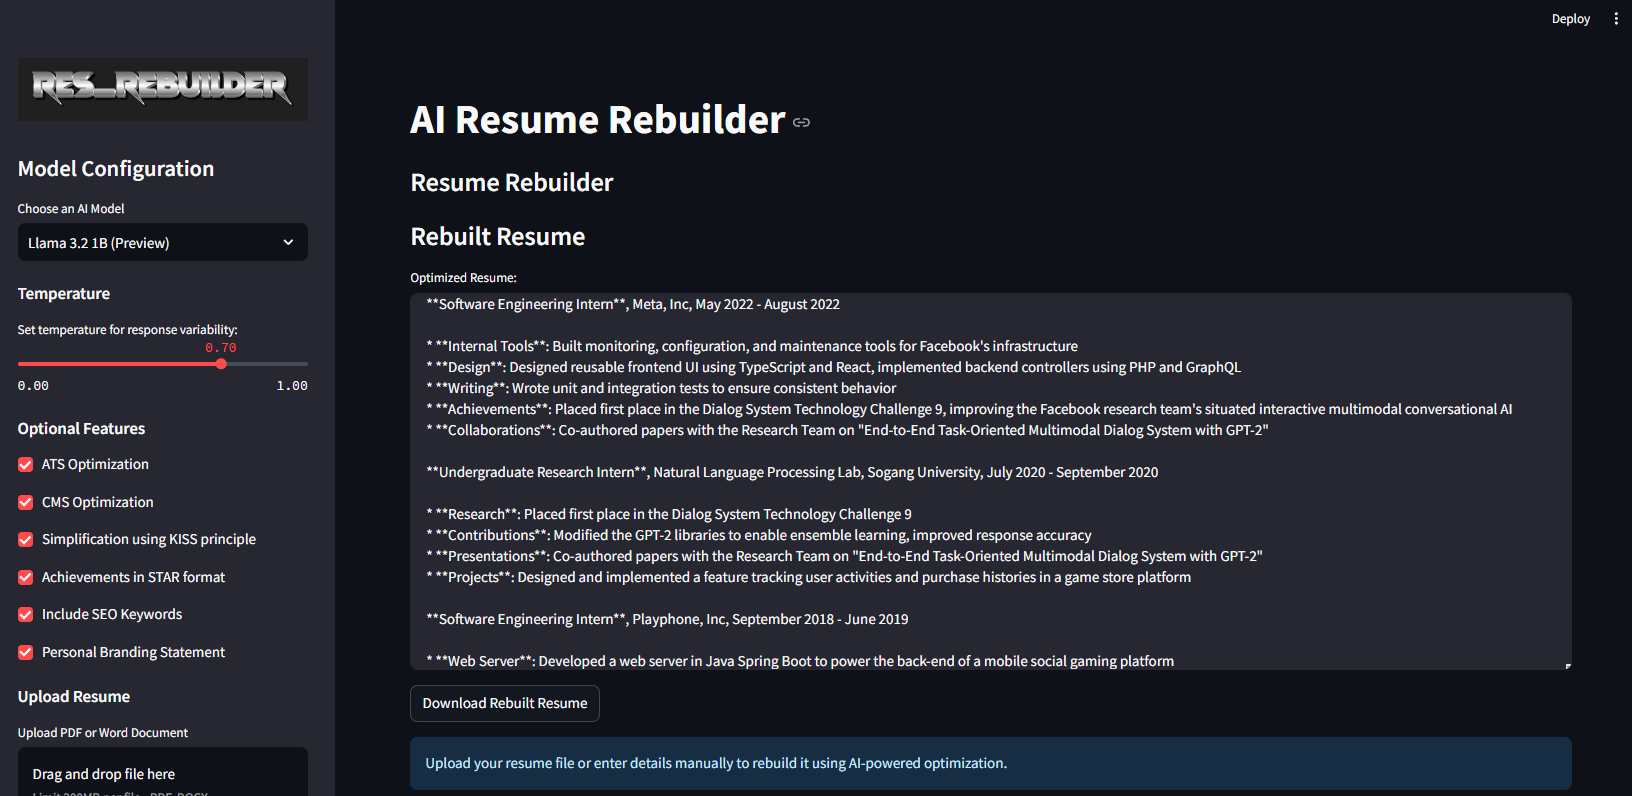 RES_REBUILDER
Model Configuration
Choose an AI Model
Llama 3.2 1B (Preview)
Temperature
Set temperature for response variability:
0.70
0.00 1.00
Optional Features
ATS Optimization
CMS Optimization
Simplification using KISS principle
Achievements in STAR format
Include SEO Keywords
Personal Branding Statement
Upload Resume
Upload PDF or Word Document
Drag and drop file here
Limit 200MB per file • PDF, DOCX
Deploy
AI Resume Rebuilder
Resume Rebuilder
Rebuilt Resume
Optimized Resume:
**Software Engineering Intern**, Meta, Inc, May 2022 - August 2022
* **Internal Tools**: Built monitoring, configuration, and maintenance tools for Facebook's infrastructure
* **Design**: Designed reusable frontend UI using TypeScript and React, implemented backend controllers using PHP and GraphQL
* **Writing**: Wrote unit and integration tests to ensure consistent behavior
* **Achievements**: Placed first place in the Dialog System Technology Challenge 9, improving the Facebook research team's situated interactive multimodal conversational AI
* **Collaborations**: Co-authored papers with the Research Team on "End-to-End Task-Oriented Multimodal Dialog System with GPT-2"
**Undergraduate Research Intern**, Natural Language Processing Lab, Sogang University, July 2020 - September 2020
* **Research**: Placed first place in the Dialog System Technology Challenge 9
* **Contributions**: Modified the GPT-2 libraries to enable ensemble learning, improved response accuracy
* **Presentations**: Co-authored papers with the Research Team on "End-to-End Task-Oriented Multimodal Dialog System with GPT-2"
* **Projects**: Designed and implemented a feature tracking user activities and purchase histories in a game store platform
**Software Engineering Intern**, Playphone, Inc, September 2018 - June 2019
* **Web Server**: Developed a web server in Java Spring Boot to power the back-end of a mobile social gaming platform
Download Rebuilt Resume
Upload your resume file or enter details manually to rebuild it using AI-powered optimization.